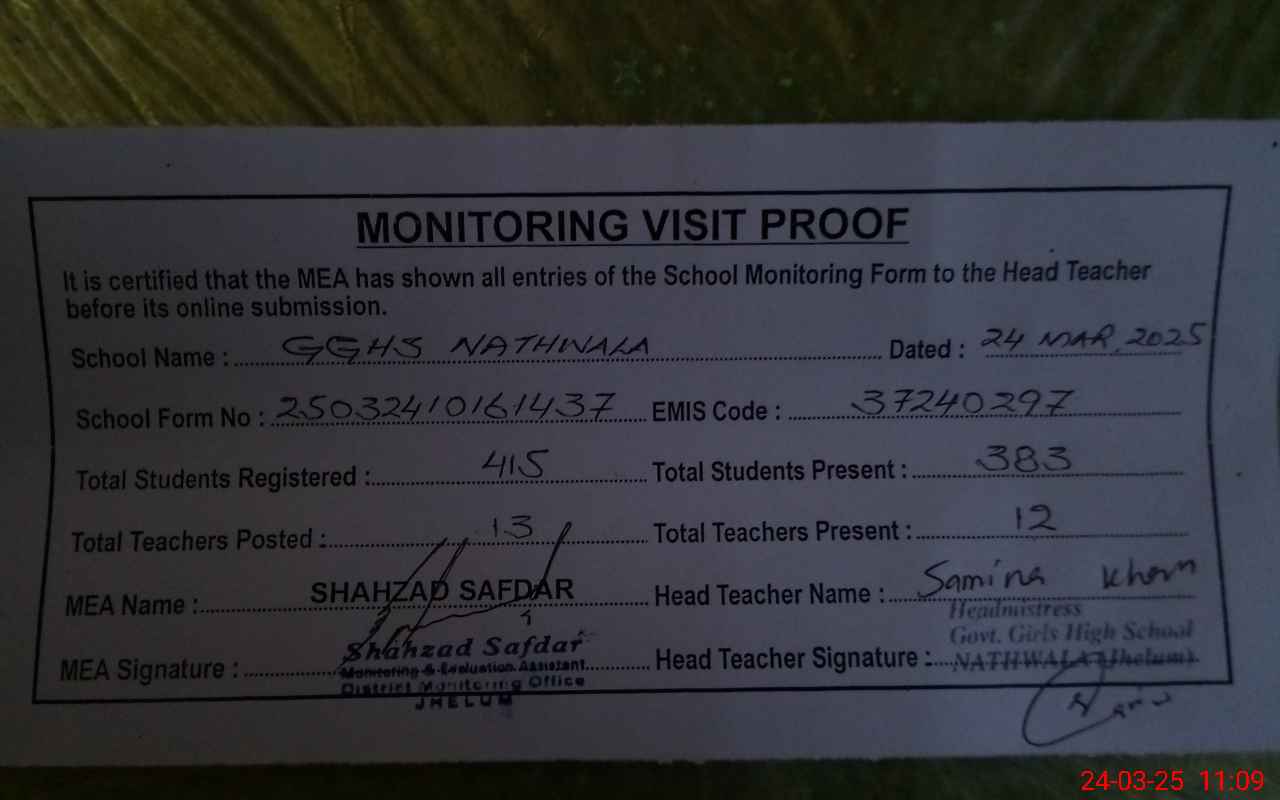 MONITORING VISIT PROOF
It is certified that the MEA has shown all entries of the School Monitoring Form to the Head Teacher
before its online submission.
School Name : GGHS NATHWALA Dated : 24 MAR, 2025
School Form No : 25032410161437 EMIS Code : 37240297
Total Students Registered : 415 Total Students Present : 383
Total Teachers Posted : 13 Total Teachers Present : 12
MEA Name : SHAHZAD SAFDAR Head Teacher Name : Samina Khan
Headmistress
Govt. Girls High School
MEA Signature : Shahzad Safdar Head Teacher Signature : NATHWALA (Jhelum).
Monitoring & Evaluation Assistant
District Monitoring Office
JHELUM
24-03-25 11:09